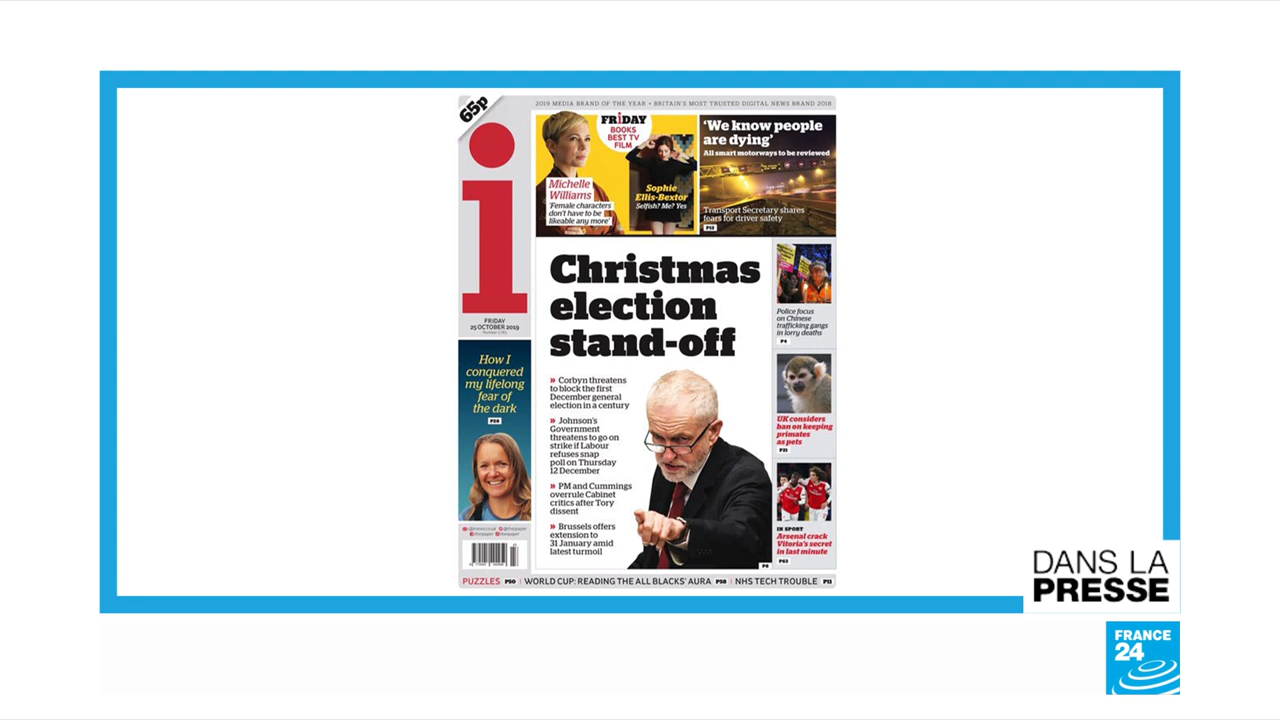 65p
2019 MEDIA BRAND OF THE YEAR • BRITAIN'S MOST TRUSTED DIGITAL NEWS BRAND 2018
i
FRIDAY
25 OCTOBER 2019
FRiDAY
BOOKS
BEST TV
FILM
Michelle
Williams
'Female characters
don't have to be
likeable any more'
Sophie
Ellis-Bextor
Selfish? Me? Yes
'We know people
are dying'
All smart motorways to be reviewed
Transport Secretary shares
fears for driver safety
P12
Christmas
election
stand-off
» Corbyn threatens
to block the first
December general
election in a century
» Johnson's
Government
threatens to go on
strike if Labour
refuses snap
poll on Thursday
12 December
» PM and Cummings
overrule Cabinet
critics after Tory
dissent
» Brussels offers
extension to
31 January amid
latest turmoil
P6
Police focus
on Chinese
trafficking gangs
in lorry deaths
P4
UK considers
ban on keeping
primates
as pets
P21
IN SPORT
Arsenal crack
Vitoria's secret
in last minute
P62
How I
conquered
my lifelong
fear of
the dark
PUZZLES P50 | WORLD CUP: READING THE ALL BLACKS' AURA P58 | NHS TECH TROUBLE P11
DANS LA
PRESSE
FRANCE
24